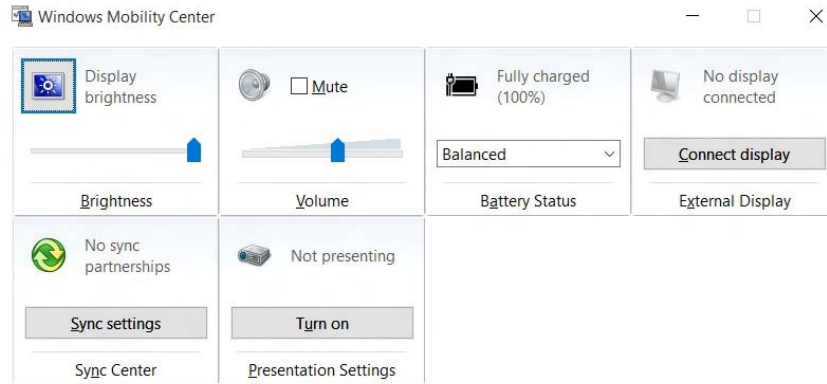 Windows Mobility Center
Display
brightness
Brightness
Mute
Volume
Fully charged
(100%)
Balanced
Battery Status
No display
connected
Connect display
External Display
No sync
partnerships
Sync settings
Sync Center
Not presenting
Turn on
Presentation Settings